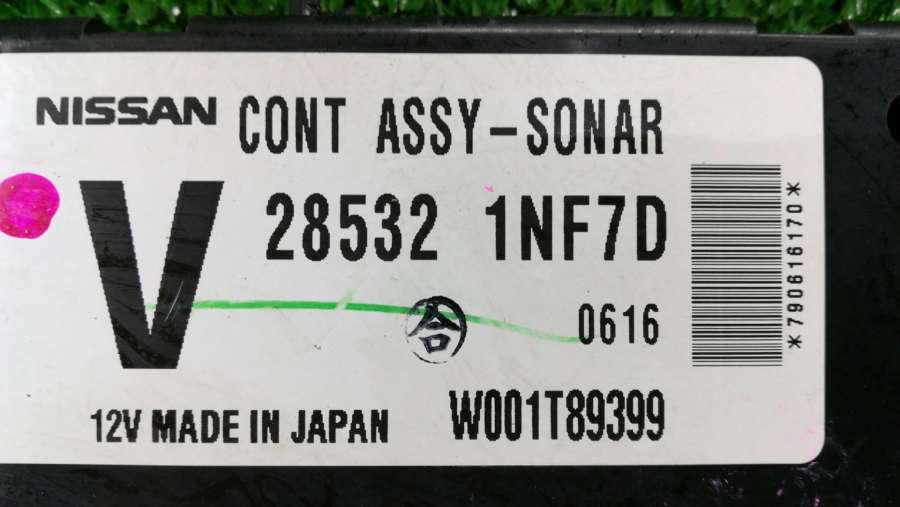 NISSAN CONT ASSY-SONAR
V 28532 1NF7D
合 0616
12V MADE IN JAPAN W001T89399
*790616170*